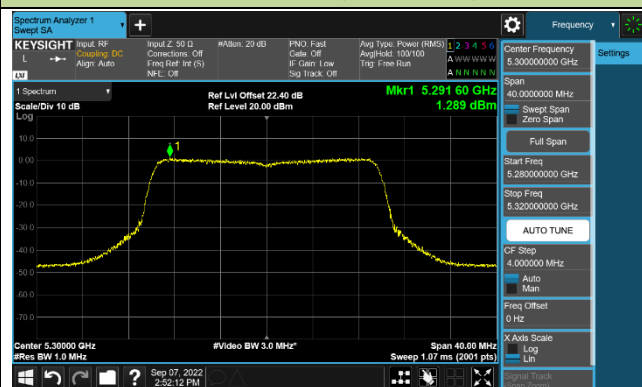 Spectrum Analyzer 1
Swept SA
+
Frequency
KEYSIGHT
L
LXI
Input: RF
Coupling: DC
Align: Auto
Input Z: 50 Ω
Corrections: Off
Freq Ref: Int (S)
NFE: Off
#Atten: 20 dB
PNO: Fast
Gate: Off
IF Gain: Low
Sig Track: Off
Avg Type: Power (RMS)
Avg|Hold: 100/100
Trig: Free Run
1 2 3 4 5 6
A W W W W W
A N N N N N
1 Spectrum
Scale/Div 10 dB
Log
Ref Lvl Offset 22.40 dB
Ref Level 20.00 dBm
Mkr1 5.291 60 GHz
1.289 dBm
1
10.0
0.00
-10.0
-20.0
-30.0
-40.0
-50.0
-60.0
-70.0
Center 5.30000 GHz
#Res BW 1.0 MHz
#Video BW 3.0 MHz*
Span 40.00 MHz
Sweep 1.07 ms (2001 pts)
Sep 07, 2022
2:52:12 PM
Center Frequency
5.300000000 GHz
Settings
Span
40.0000000 MHz
Swept Span
Zero Span
Full Span
Start Freq
5.280000000 GHz
Stop Freq
5.320000000 GHz
AUTO TUNE
CF Step
4.000000 MHz
Auto
Man
Freq Offset
0 Hz
X Axis Scale
Log
Lin
Signal Track
(Span Zoom)